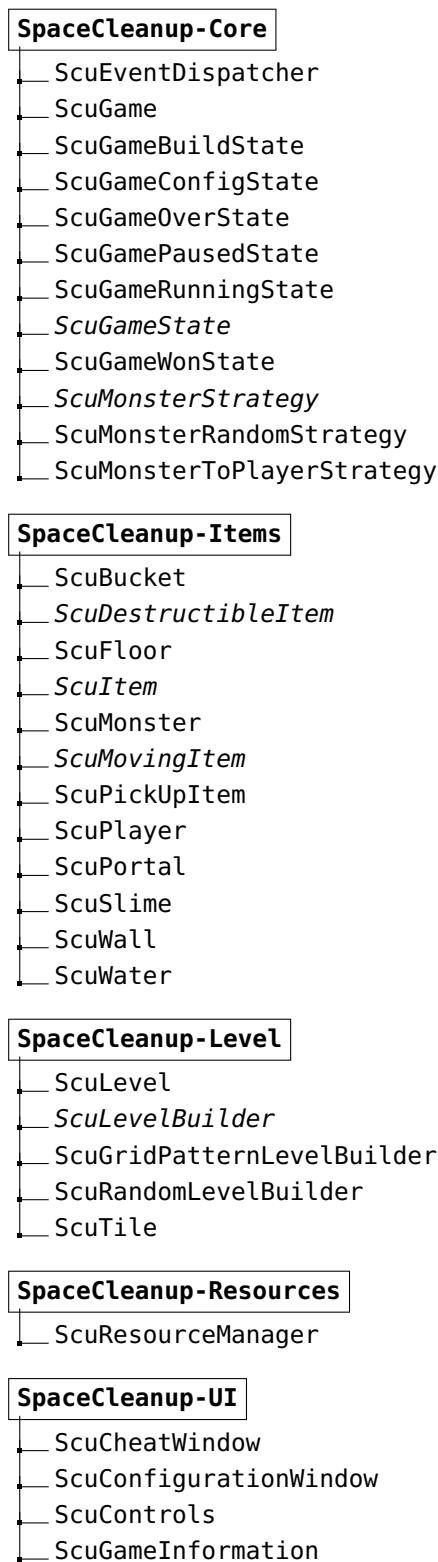 SpaceCleanup-Core
ScuEventDispatcher
ScuGame
ScuGameBuildState
ScuGameConfigState
ScuGameOverState
ScuGamePausedState
ScuGameRunningState
ScuGameState
ScuGameWonState
ScuMonsterStrategy
ScuMonsterRandomStrategy
ScuMonsterToPlayerStrategy
SpaceCleanup-Items
ScuBucket
ScuDestructibleItem
ScuFloor
ScuItem
ScuMonster
ScuMovingItem
ScuPickUpItem
ScuPlayer
ScuPortal
ScuSlime
ScuWall
ScuWater
SpaceCleanup-Level
ScuLevel
ScuLevelBuilder
ScuGridPatternLevelBuilder
ScuRandomLevelBuilder
ScuTile
SpaceCleanup-Resources
ScuResourceManager
SpaceCleanup-UI
ScuCheatWindow
ScuConfigurationWindow
ScuControls
ScuGameInformation